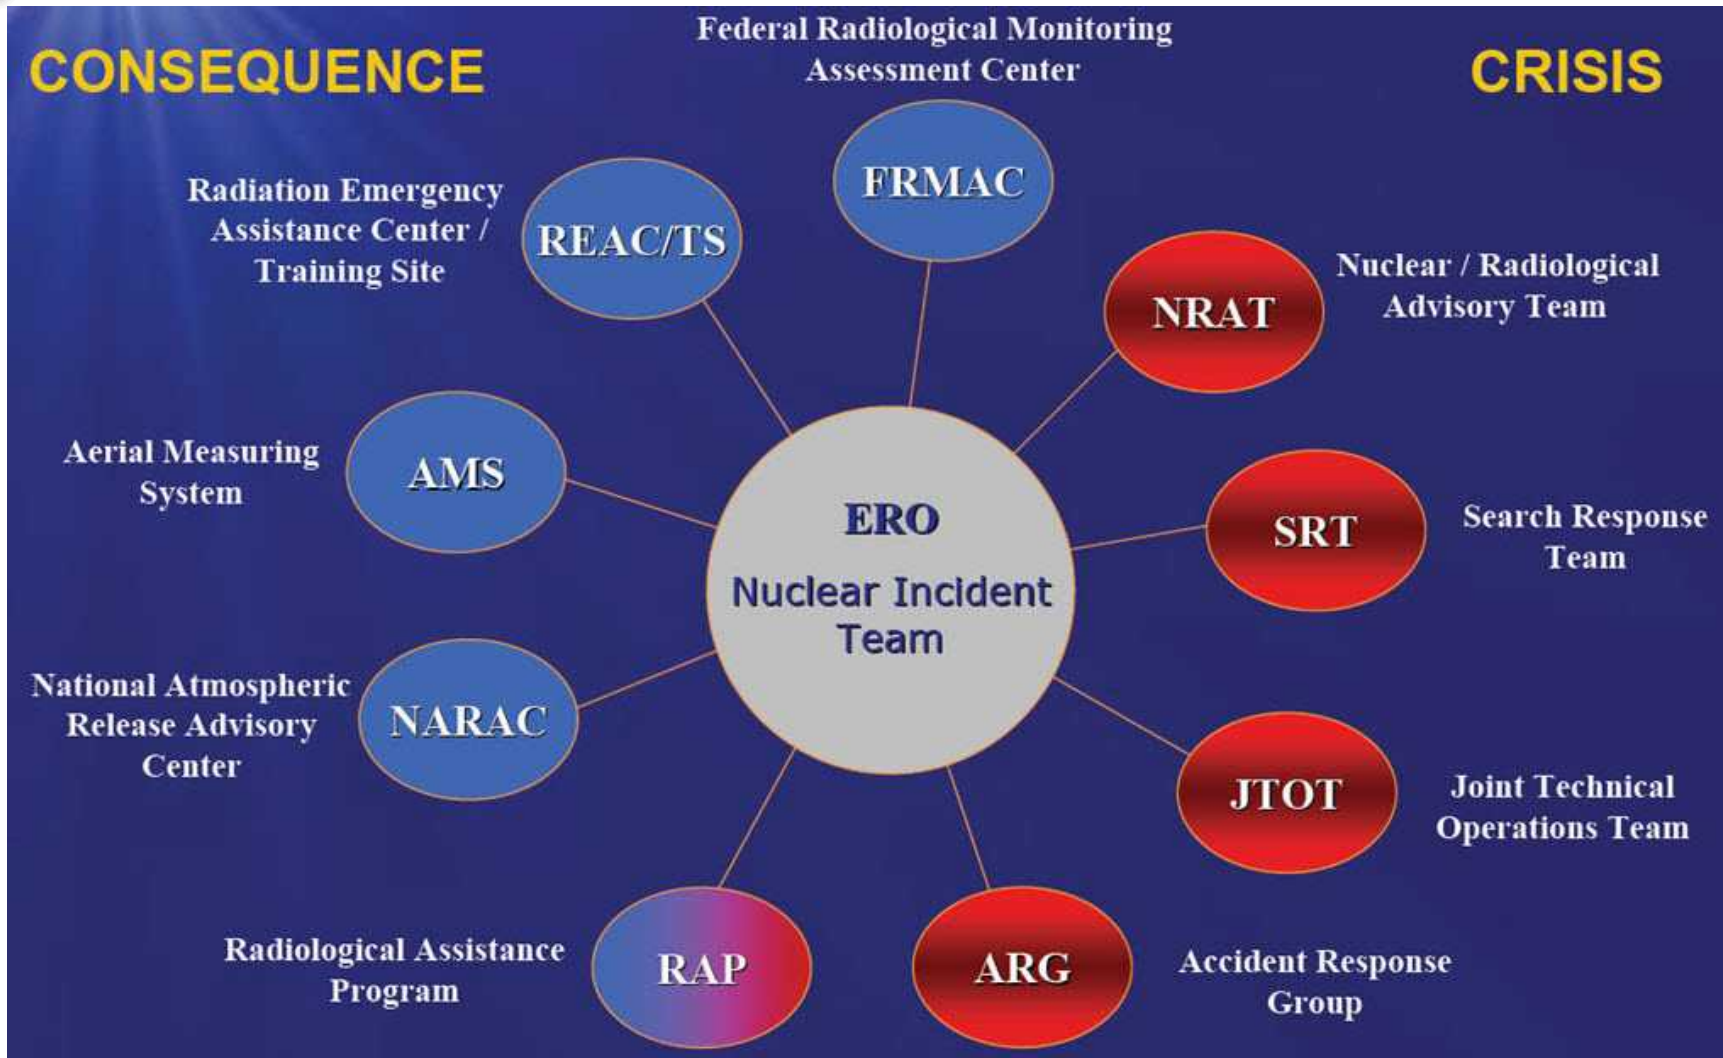 CONSEQUENCE
Federal Radiological Monitoring
Assessment Center
CRISIS
FRMAC
Radiation Emergency
Assistance Center /
Training Site
REAC/TS
Nuclear / Radiological
Advisory Team
NRAT
Aerial Measuring
System
AMS
ERO
Nuclear Incident
Team
SRT
Search Response
Team
National Atmospheric
Release Advisory
Center
NARAC
JTOT
Joint Technical
Operations Team
Radiological Assistance
Program
RAP
ARG
Accident Response
Group